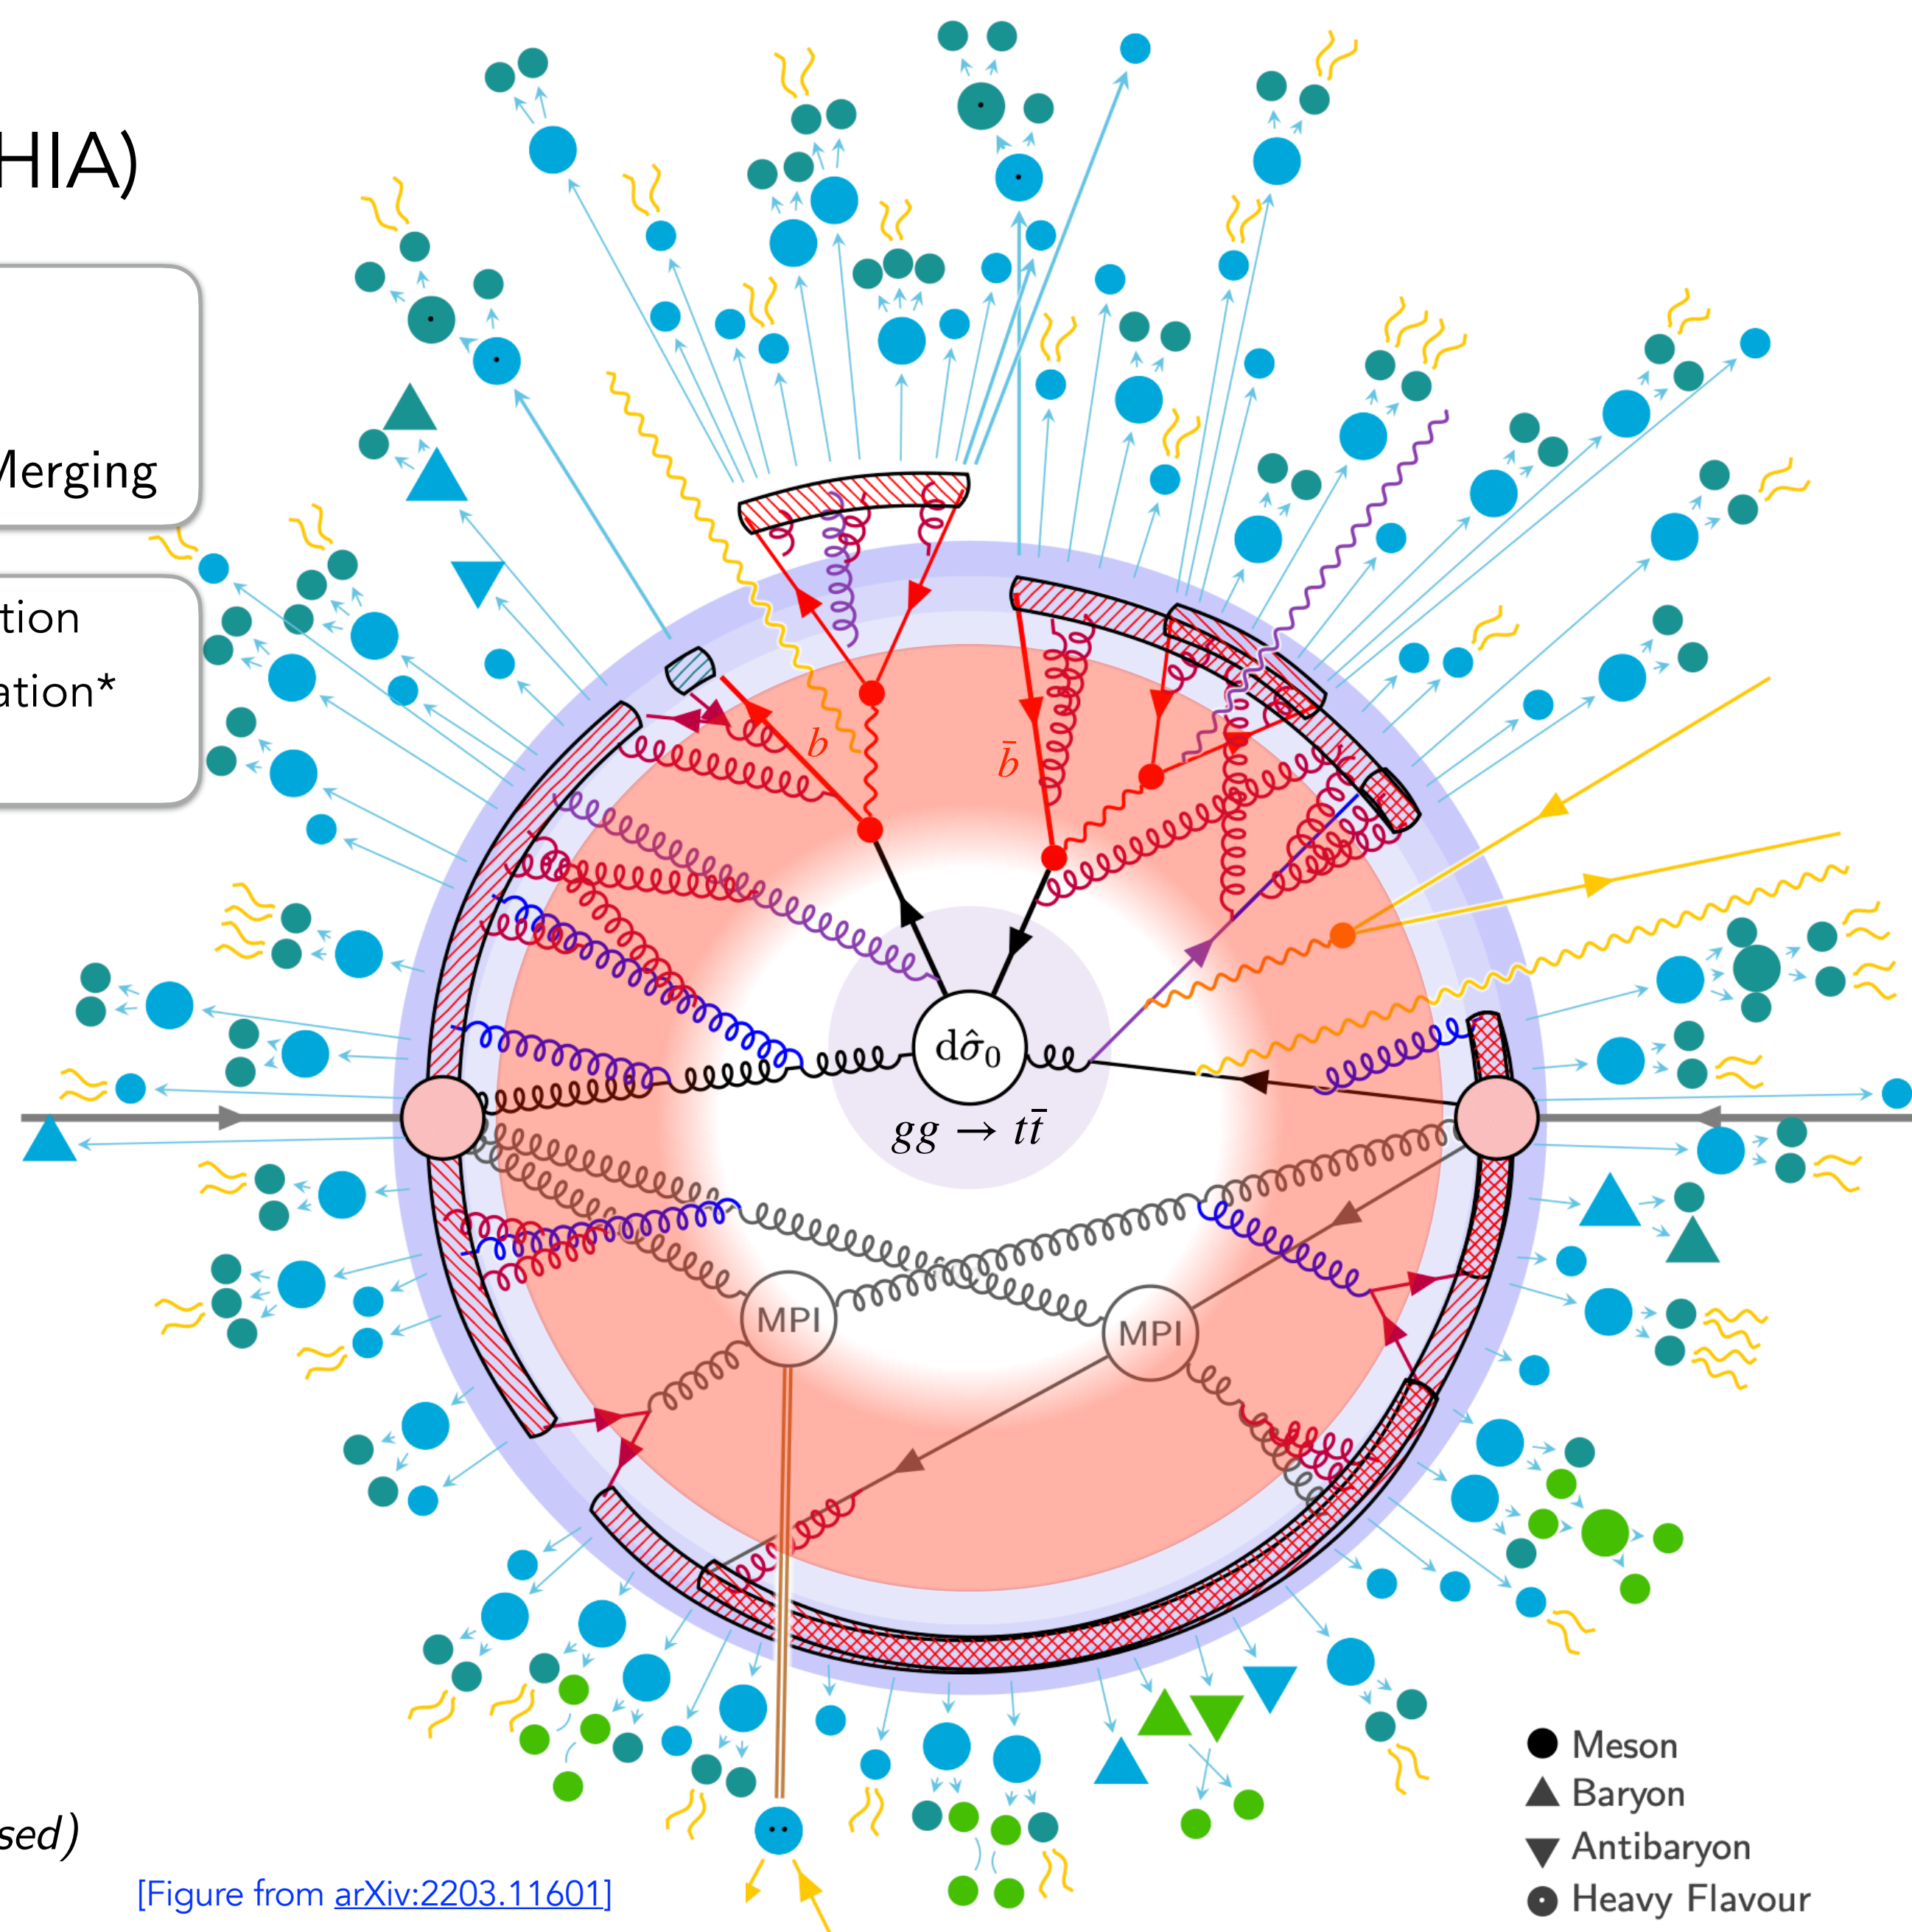 HIA)
Merging
tion
ation*
b
b̄
dσ̂₀
gg → tt̄
MPI
MPI
Meson
Baryon
Antibaryon
Heavy Flavour
sed)
[Figure from arXiv:2203.11601]